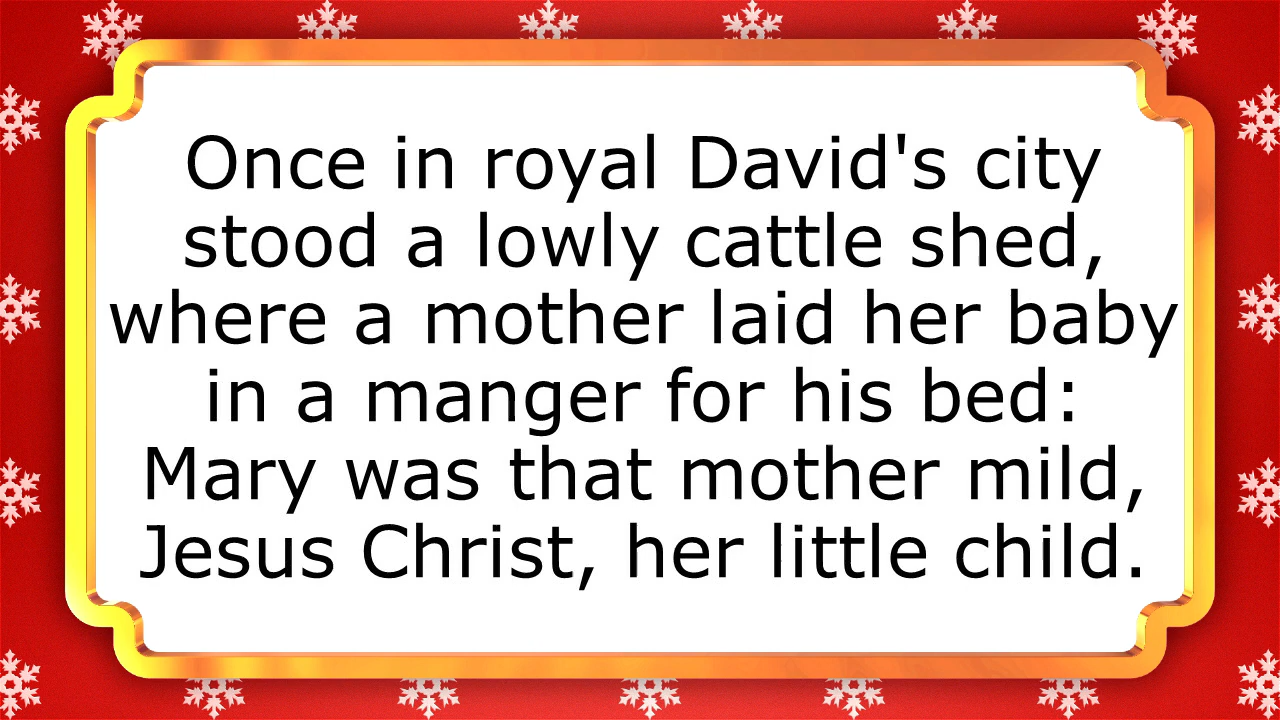 Once in royal David's city
stood a lowly cattle shed,
where a mother laid her baby
in a manger for his bed:
Mary was that mother mild,
Jesus Christ, her little child.